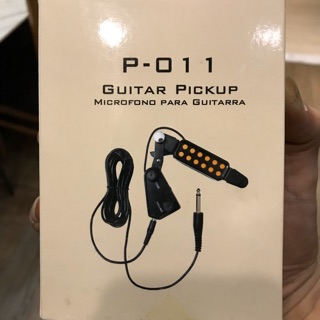 P-011
GUITAR PICKUP
MICROFONO PARA GUITARRA